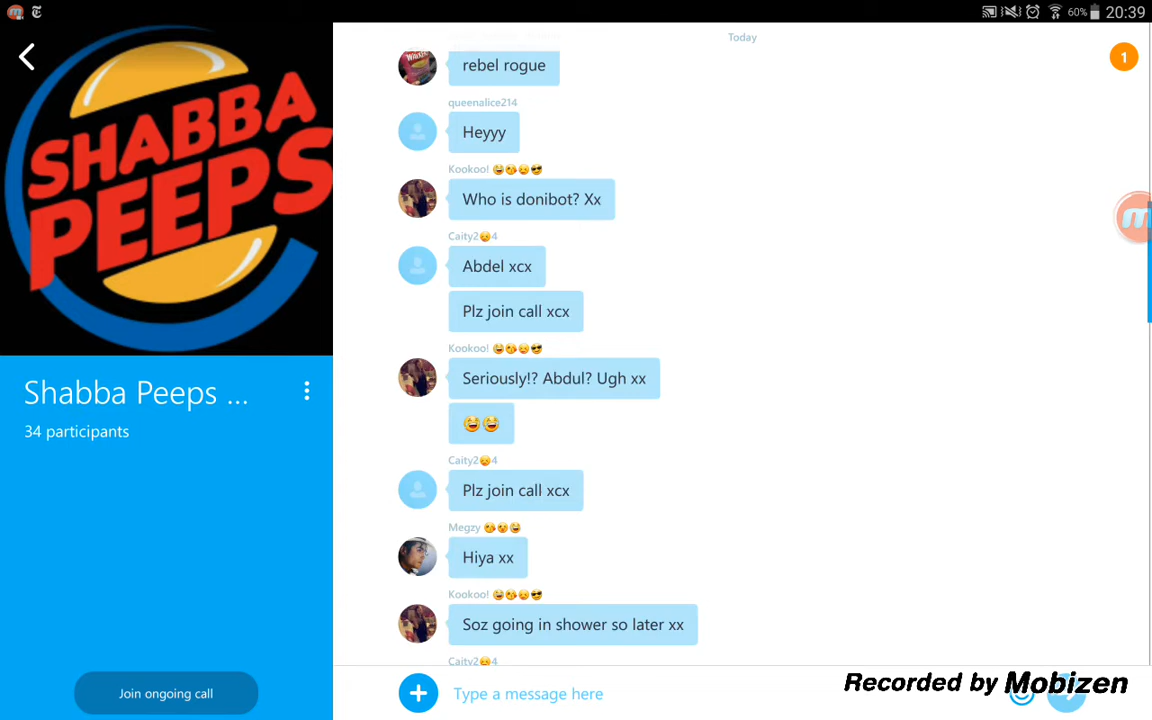 60% 20:39
SHABBA
PEEPS
Shabba Peeps ...
34 participants
Join ongoing call
Today
1
rebel rogue
queenalice214
Heyyy
Kookoo! 😂😘😞😎
Who is donibot? Xx
Caity2😞4
Abdel xcx
Plz join call xcx
Kookoo! 😂😘😞😎
Seriously!? Abdul? Ugh xx
😂😂
Caity2😞4
Plz join call xcx
Megzy 😘😉😂
Hiya xx
Kookoo! 😂😘😞😎
Soz going in shower so later xx
Caity2😞4
Type a message here
Recorded by Mobizen